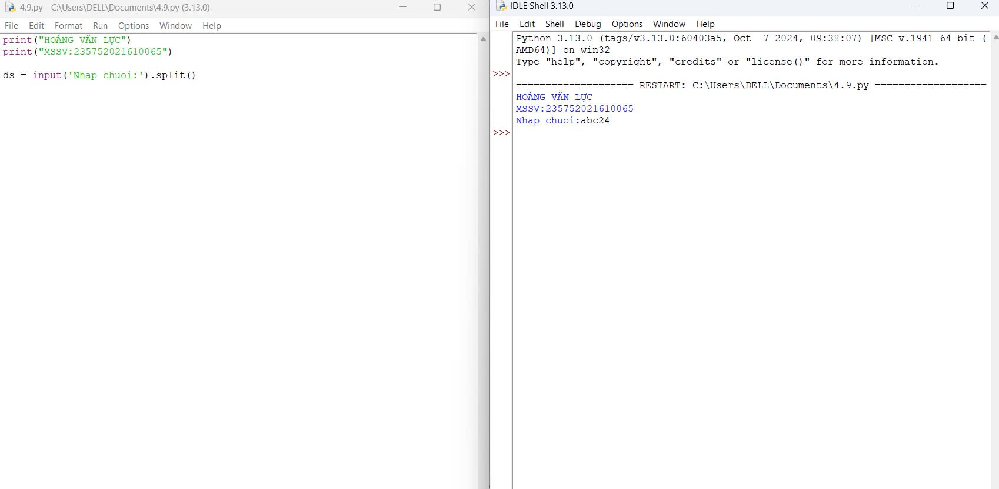 4.9.py - C:\Users\DELL\Documents\4.9.py (3.13.0)
File Edit Format Run Options Window Help
print("HOÀNG VĂN LỰC")
print("MSSV:235752021610065")
ds = input('Nhap chuoi:').split()
IDLE Shell 3.13.0
File Edit Shell Debug Options Window Help
Python 3.13.0 (tags/v3.13.0:60403a5, Oct  7 2024, 09:38:07) [MSC v.1941 64 bit (
AMD64)] on win32
Type "help", "copyright", "credits" or "license()" for more information.
>>>
==================== RESTART: C:\Users\DELL\Documents\4.9.py ===================
HOÀNG VĂN LỰC
MSSV:235752021610065
Nhap chuoi:abc24
>>>